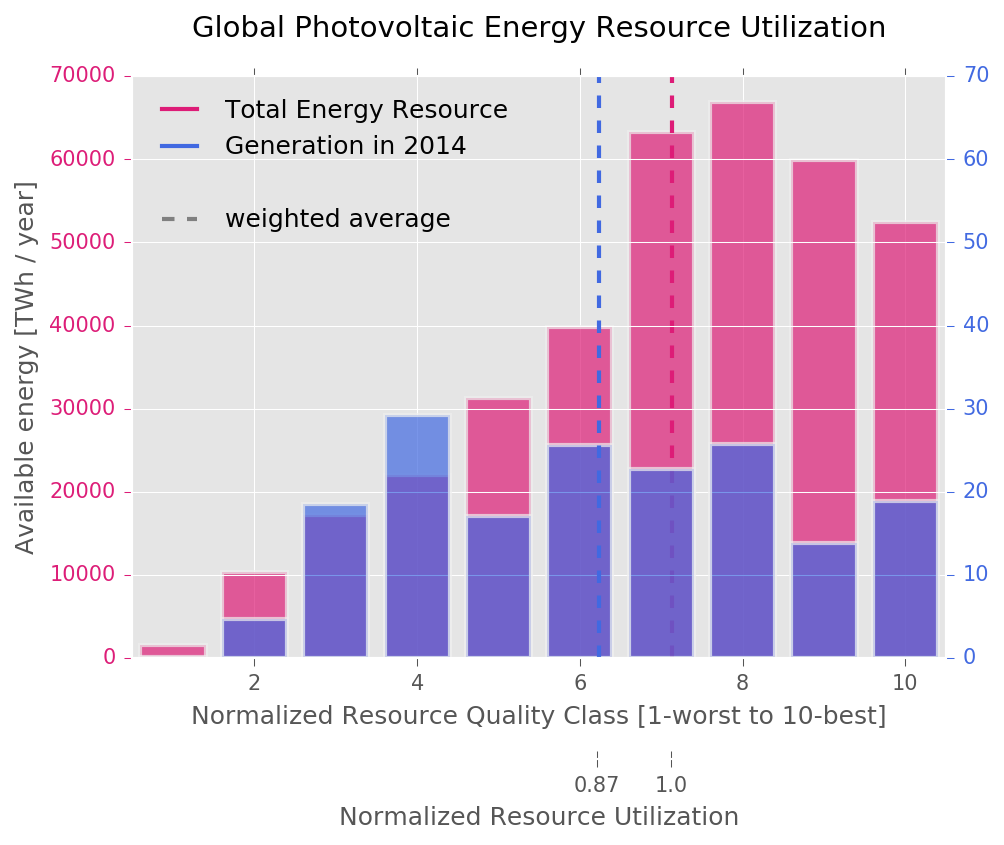 Global Photovoltaic Energy Resource Utilization
Total Energy Resource
Generation in 2014
weighted average
Available energy [TWh / year]
70000
60000
50000
40000
30000
20000
10000
0
70
60
50
40
30
20
10
0
2 4 6 8 10
Normalized Resource Quality Class [1-worst to 10-best]
0.87 1.0
Normalized Resource Utilization